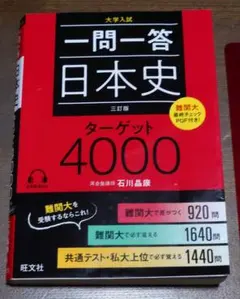 大学入試
一問一答
日本史
三訂版
難関大
最終チェック
PDF付き!
ターゲット
4000
石川晶康
難関大を
受験するならこれ!
難関大で差がつく 920問
難関大で必ず覚える 1640問
共通テスト・私大上位で必ず覚える 1440問
旺文社